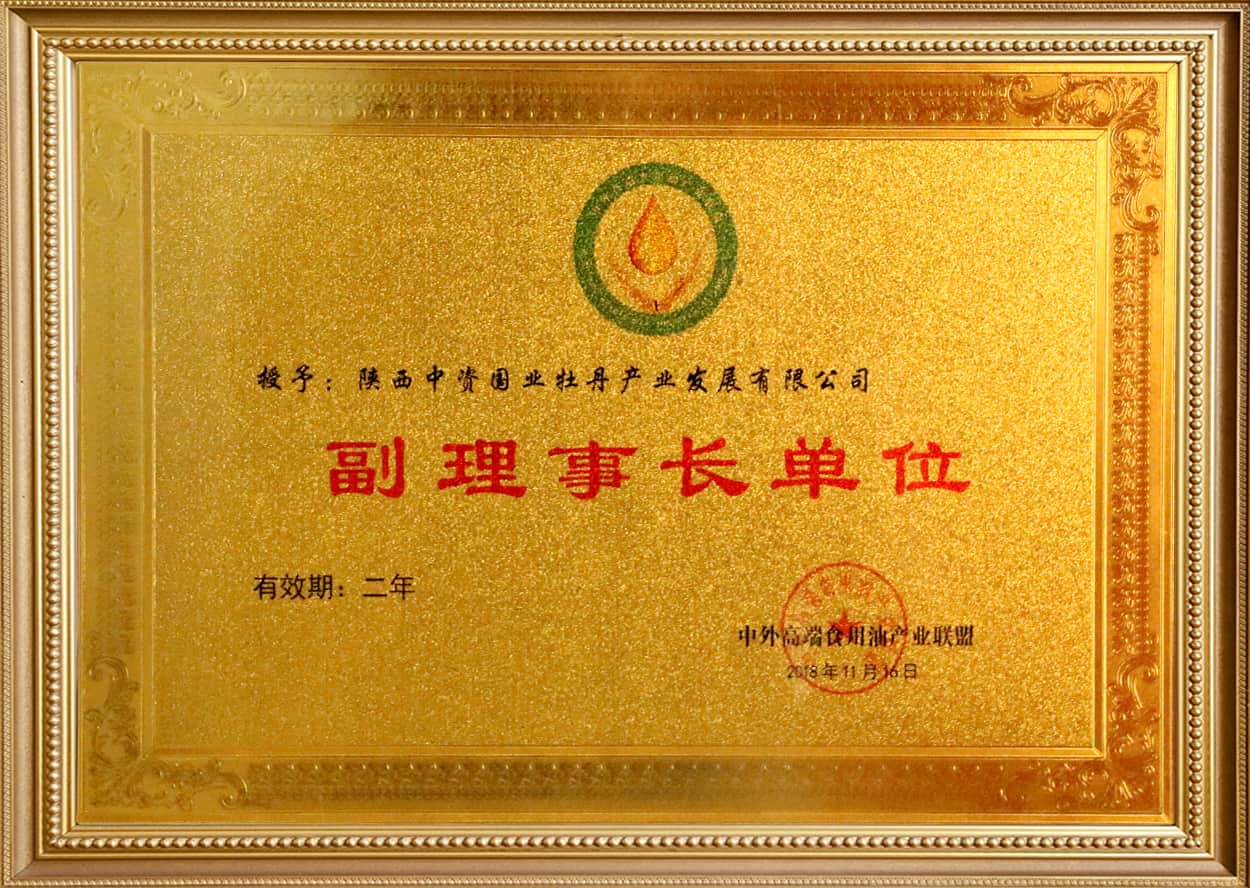 授予：陕西中资国业牡丹产业发展有限公司
副理事长单位
有效期：二年
中外高端食用油产业联盟
2018年11月16日